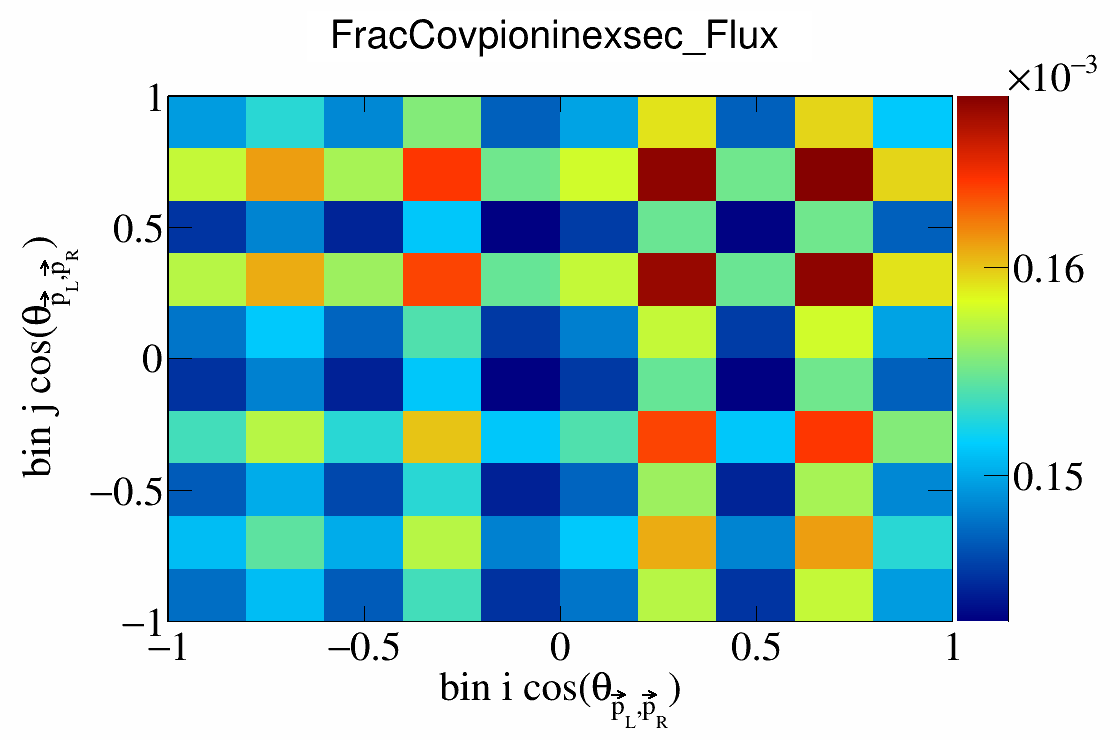 FracCovpioninexsec_Flux
×10⁻³
1
0.5
0
−0.5
−1
bin j cos(θ_{p⃗_L,p⃗_R})
0.16
0.15
−1 −0.5 0 0.5 1
bin i cos(θ_{p⃗_L,p⃗_R})